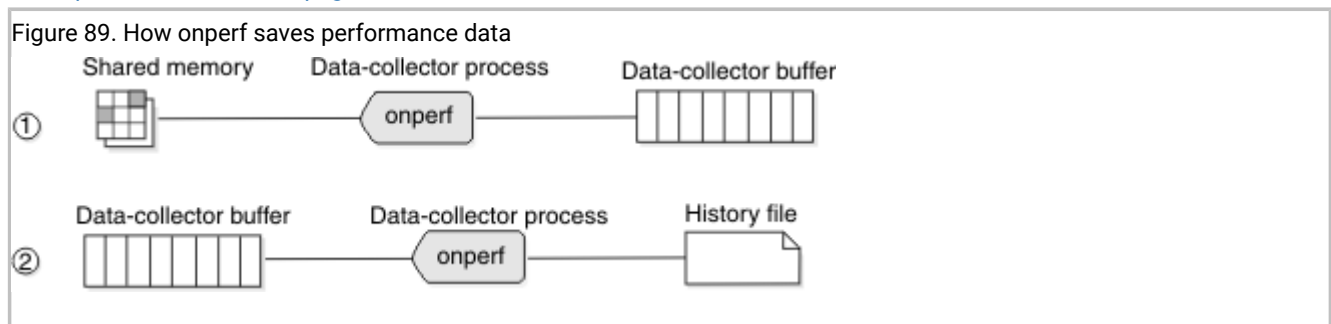 Figure 89. How onperf saves performance data
Shared memory Data-collector process Data-collector buffer
① onperf
Data-collector buffer Data-collector process History file
② onperf